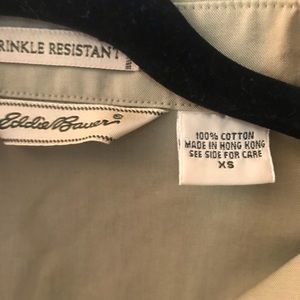 RINKLE RESISTANT
Eddie Bauer®
100% COTTON
MADE IN HONG KONG
SEE SIDE FOR CARE
XS